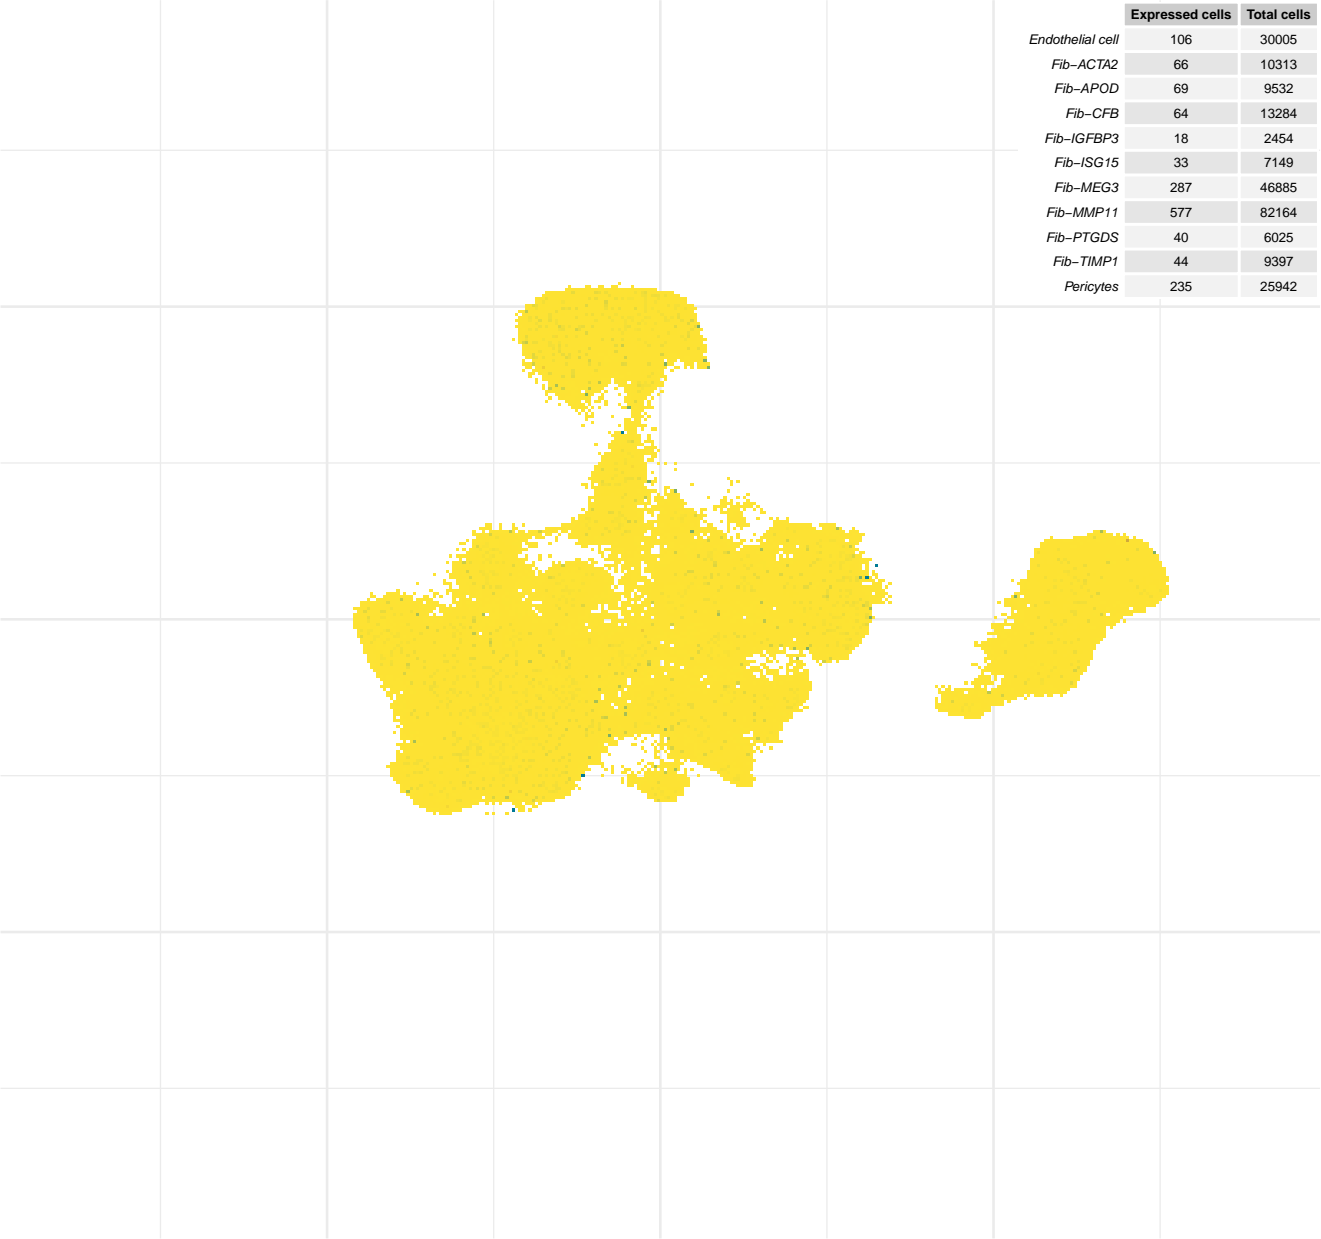 Expressed cells Total cells
Endothelial cell 106 30005
Fib−ACTA2 66 10313
Fib−APOD 69 9532
Fib−CFB 64 13284
Fib−IGFBP3 18 2454
Fib−ISG15 33 7149
Fib−MEG3 287 46885
Fib−MMP11 577 82164
Fib−PTGDS 40 6025
Fib−TIMP1 44 9397
Pericytes 235 25942